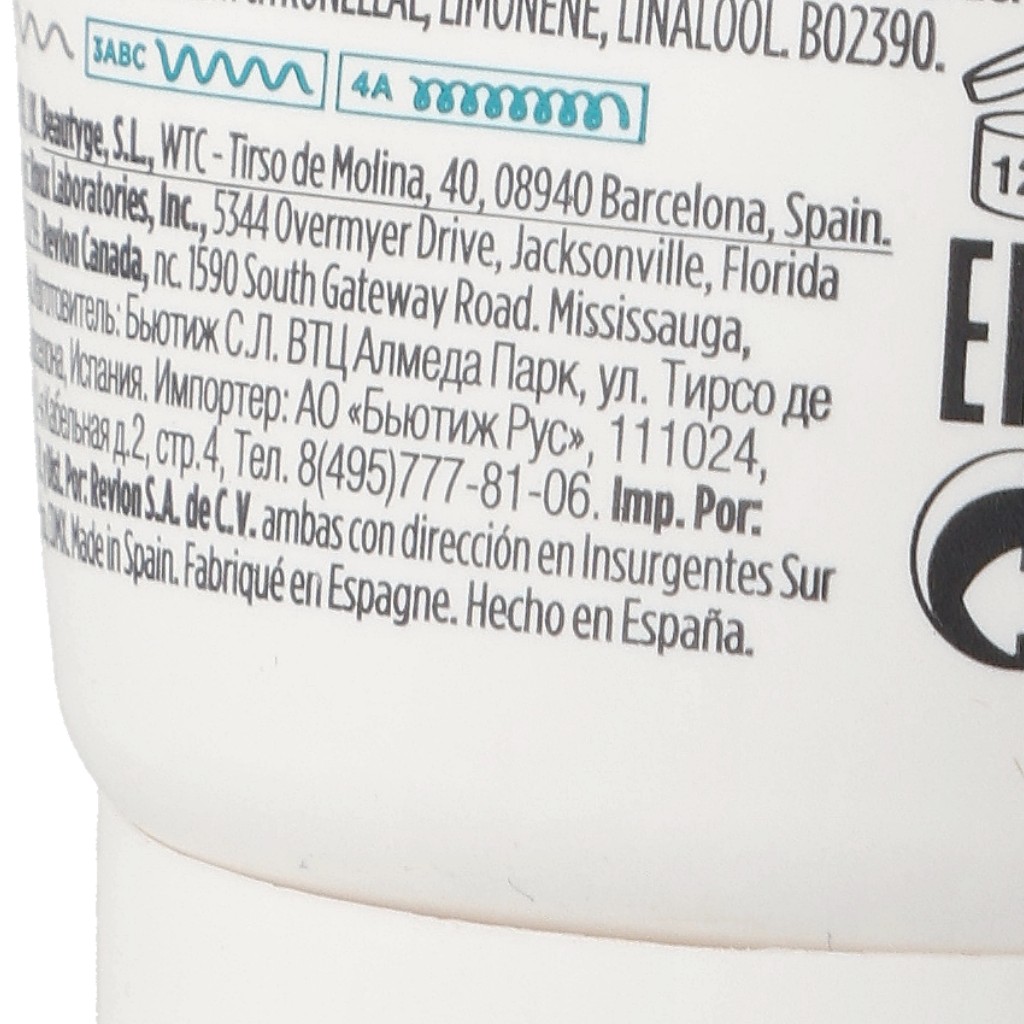 LIMONENE, LINALOOL. B02390.
3ABC
4A
Beautyge, S.L., WTC - Tirso de Molina, 40, 08940 Barcelona, Spain.
Laboratories, Inc., 5344 Overmyer Drive, Jacksonville, Florida
Revlon Canada, nc. 1590 South Gateway Road. Mississauga,
Бьютиж С.Л. ВТЦ Алмеда Парк, ул. Тирсо де
Испания. Импортер: АО «Бьютиж Рус», 111024,
Кабельная д.2, стр.4, Тел. 8(495)777-81-06. Imp. Por:
Por: Revlon S.A. de C.V. ambas con dirección en Insurgentes Sur
Made in Spain. Fabriqué en Espagne. Hecho en España.